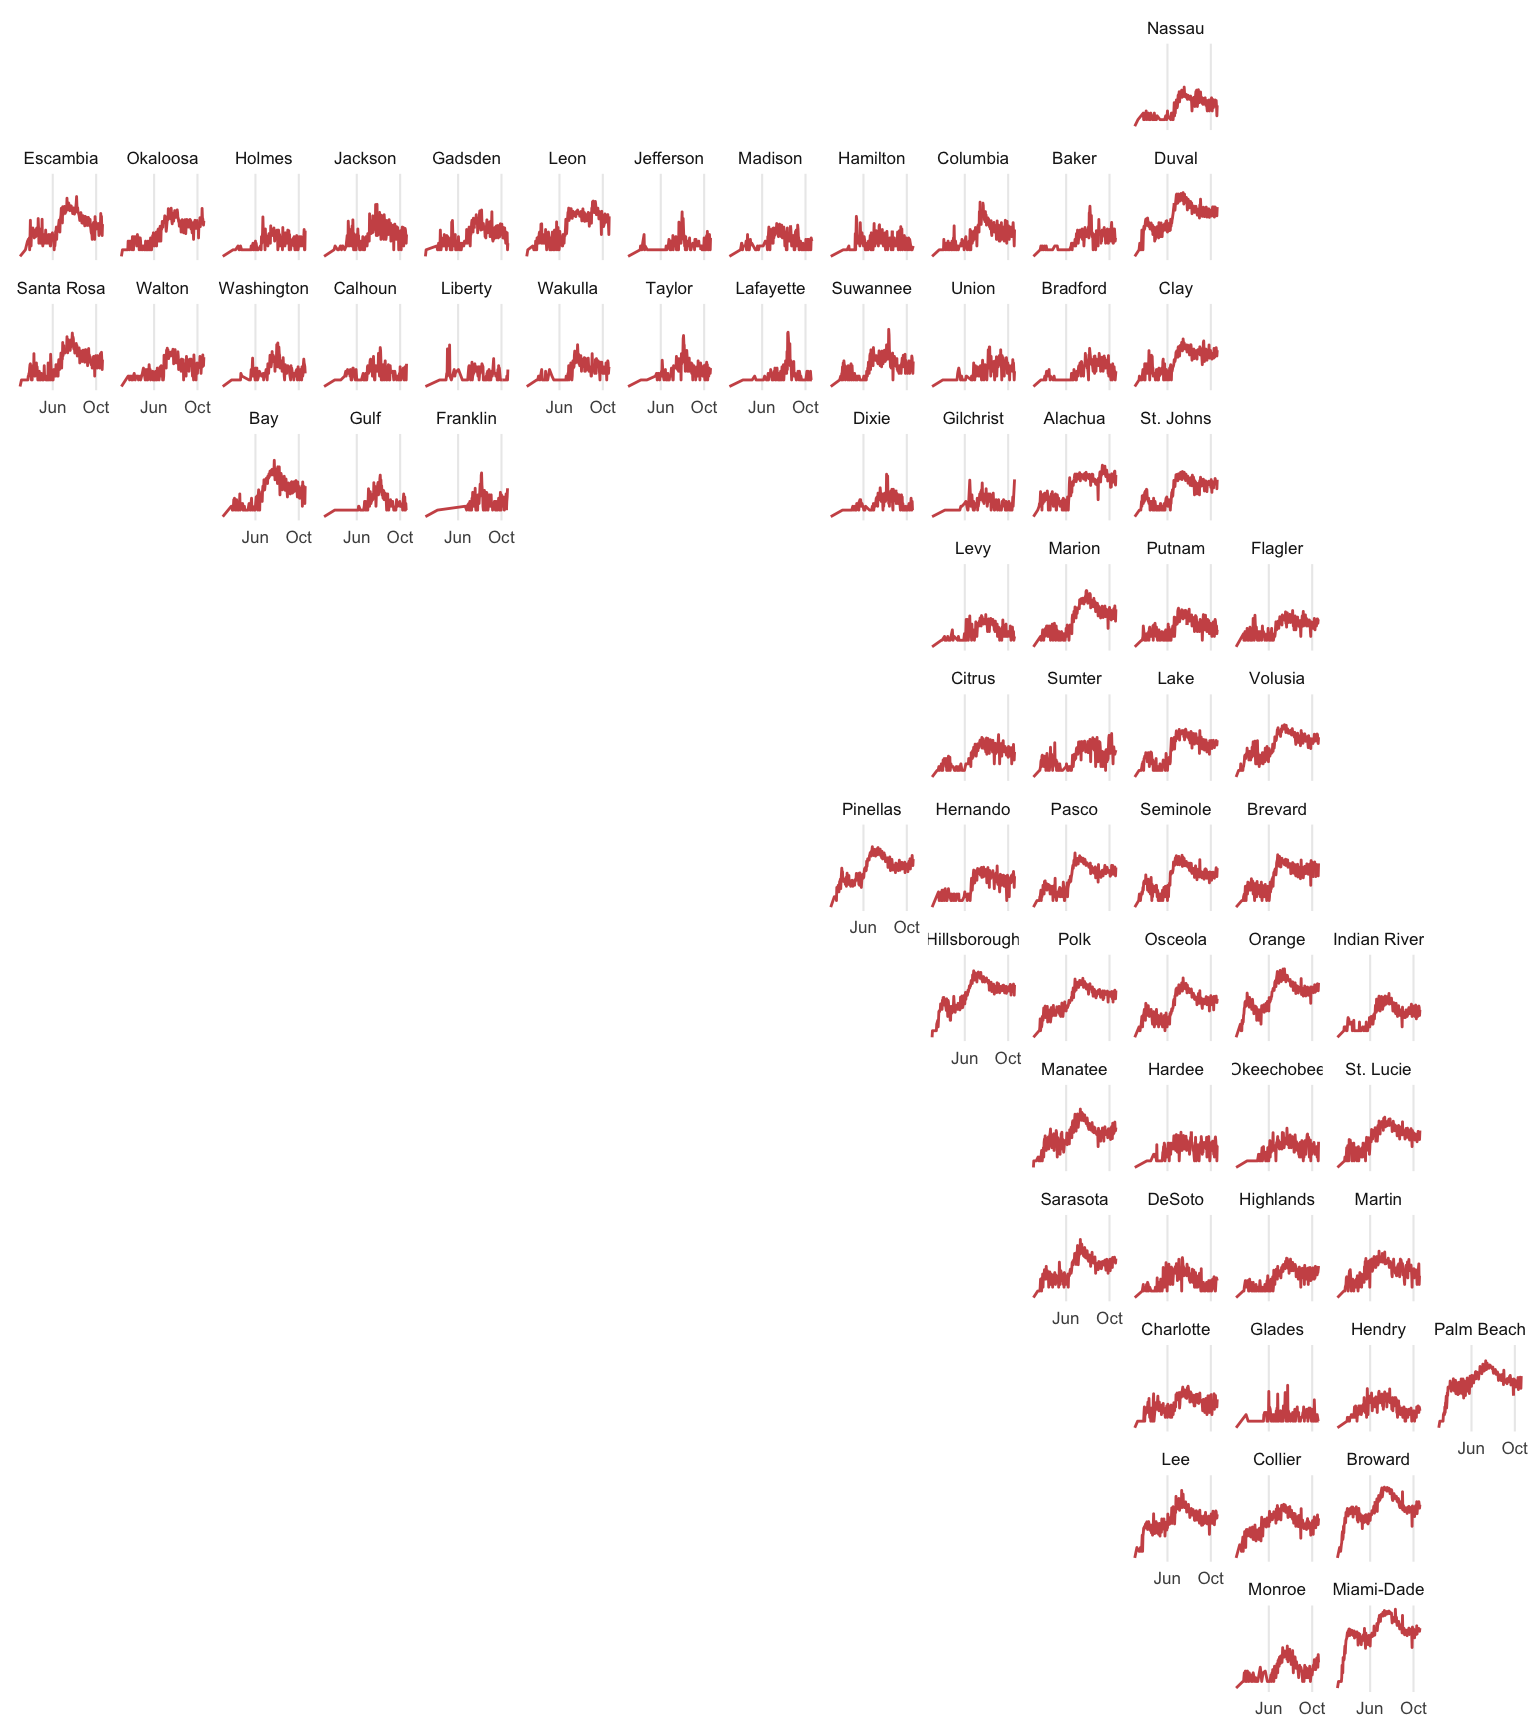 Nassau
Escambia Okaloosa Holmes Jackson Gadsden Leon Jefferson Madison Hamilton Columbia Baker Duval
Santa Rosa Walton Washington Calhoun Liberty Wakulla Taylor Lafayette Suwannee Union Bradford Clay
Jun Oct Jun Oct Jun Oct Jun Oct Jun Oct
Bay Gulf Franklin Dixie Gilchrist Alachua St. Johns
Jun Oct Jun Oct Jun Oct
Levy Marion Putnam Flagler
Citrus Sumter Lake Volusia
Pinellas Hernando Pasco Seminole Brevard
Jun Oct
Hillsborough Polk Osceola Orange Indian River
Jun Oct
Manatee Hardee Okeechobee St. Lucie
Sarasota DeSoto Highlands Martin
Jun Oct
Charlotte Glades Hendry Palm Beach
Jun Oct
Lee Collier Broward
Jun Oct
Monroe Miami-Dade
Jun Oct Jun Oct